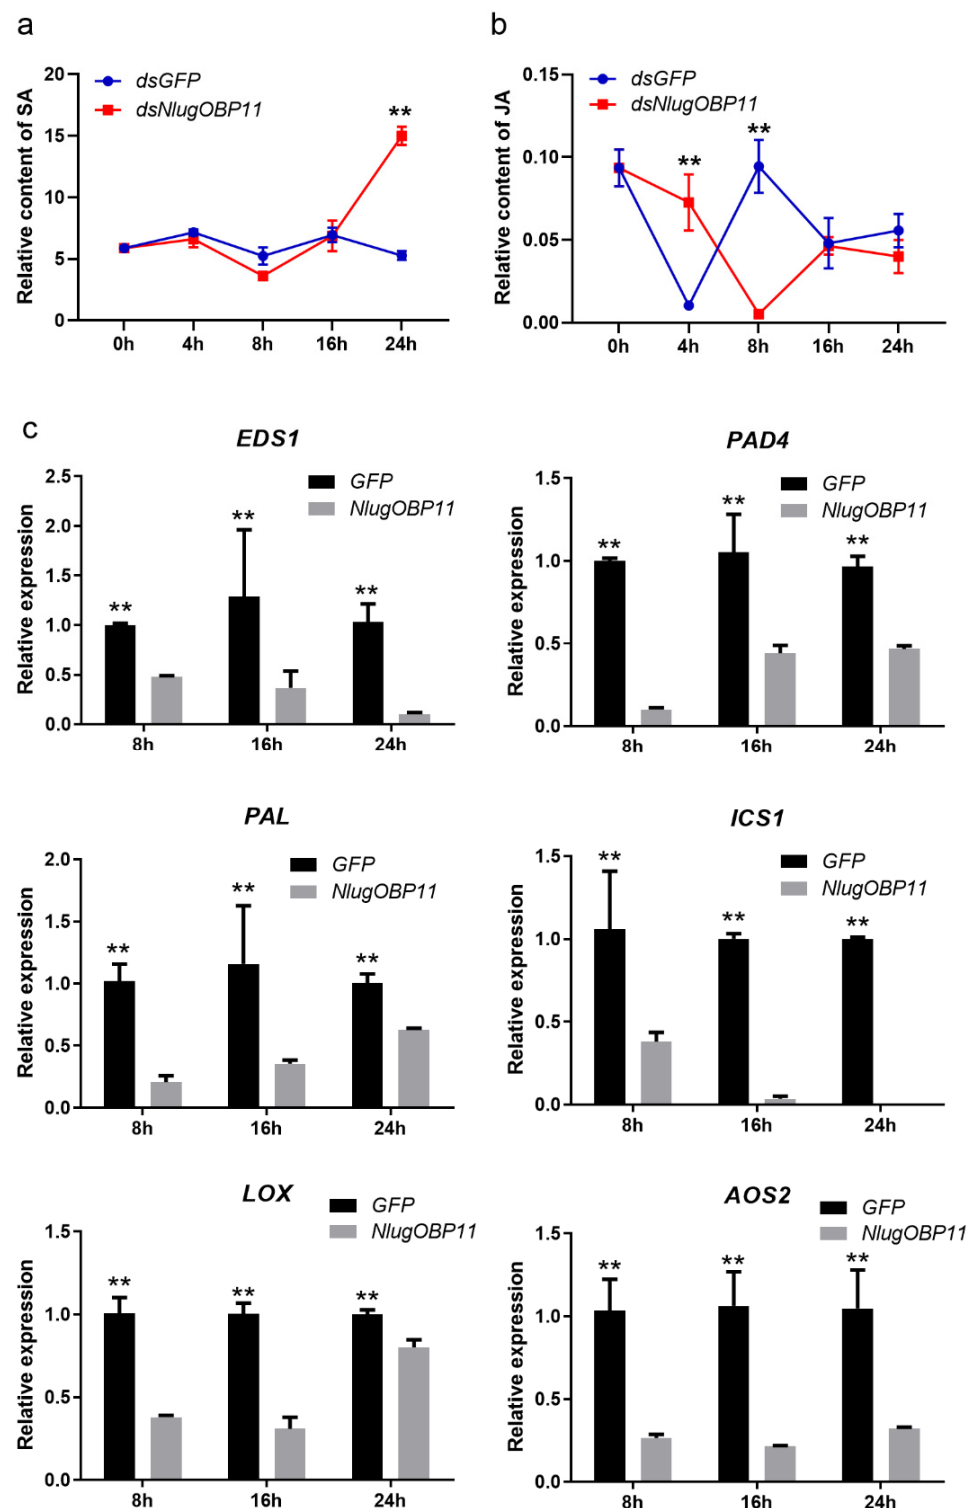 a
Relative content of SA
20
15
10
5
0
dsGFP
dsNlugOBP11
**
0h 4h 8h 16h 24h
b
Relative content of JA
0.15
0.10
0.05
0.00
dsGFP
dsNlugOBP11
** **
0h 4h 8h 16h 24h
c
EDS1
Relative expression
2.5
2.0
1.5
1.0
0.5
0.0
GFP
NlugOBP11
** ** **
8h 16h 24h
PAD4
Relative expression
1.5
1.0
0.5
0.0
GFP
NlugOBP11
** ** **
8h 16h 24h
PAL
Relative expression
2.0
1.5
1.0
0.5
0.0
GFP
NlugOBP11
** ** **
8h 16h 24h
ICS1
Relative expression
1.5
1.0
0.5
0.0
GFP
NlugOBP11
** ** **
8h 16h 24h
LOX
Relative expression
1.5
1.0
0.5
0.0
GFP
NlugOBP11
** ** **
8h 16h 24h
AOS2
Relative expression
1.5
1.0
0.5
0.0
GFP
NlugOBP11
** ** **
8h 16h 24h